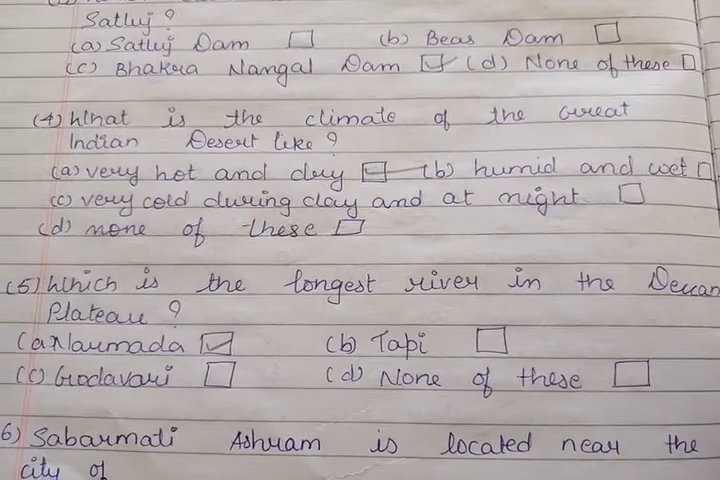 Satluj ?
(a) Satluj Dam (b) Beas Dam
(c) Bhakra Nangal Dam (d) None of these
(4) What is the climate of the Great
Indian Desert like ?
(a) very hot and dry (b) humid and wet
(c) very cold during day and at night
(d) none of these
(5) Which is the longest river in the Deccan
Plateau ?
(a) Narmada (b) Tapi
(c) Godavari (d) None of these
6) Sabarmati Ashram is located near the
city of